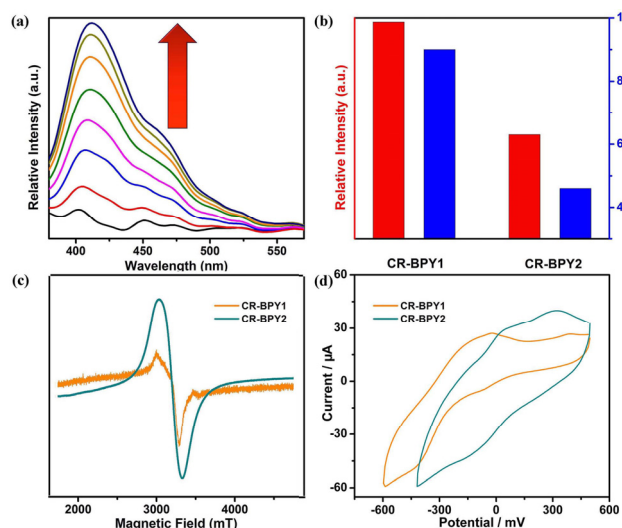 (a)
Relative Intensity (a.u.)
400 450 500 550
Wavelength (nm)
(b)
Relative Intensity (a.u.)
CR-BPY1 CR-BPY2
1
8
6
4
(c)
CR-BPY1
CR-BPY2
2000 3000 4000
Magnetic Field (mT)
(d)
CR-BPY1
CR-BPY2
Current / µA
60
30
0
-30
-60
-600 -300 0 300 600
Potential / mV